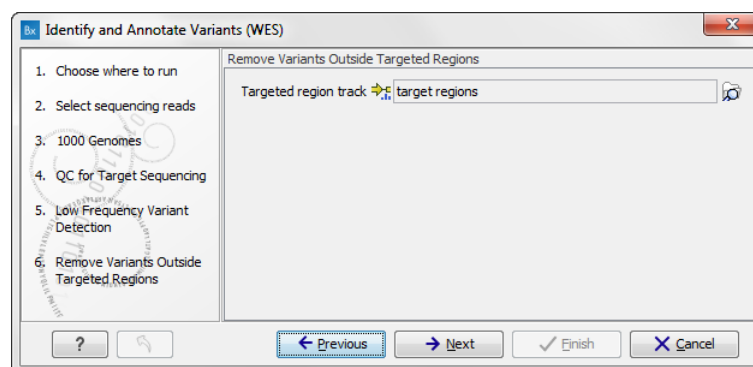 Bx Identify and Annotate Variants (WES)
1. Choose where to run
2. Select sequencing reads
3. 1000 Genomes
4. QC for Target Sequencing
5. Low Frequency Variant
Detection
6. Remove Variants Outside
Targeted Regions
Remove Variants Outside Targeted Regions
Targeted region track target regions
?
Previous
Next
Finish
Cancel